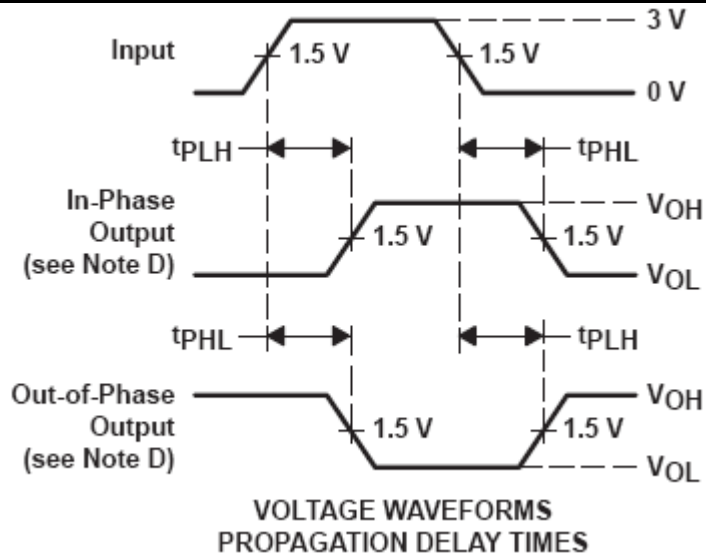 3 V
Input
1.5 V
1.5 V
0 V
tPLH
tPHL
In-Phase
Output
(see Note D)
VOH
1.5 V
1.5 V
VOL
tPHL
tPLH
Out-of-Phase
Output
(see Note D)
VOH
1.5 V
1.5 V
VOL
VOLTAGE WAVEFORMS
PROPAGATION DELAY TIMES